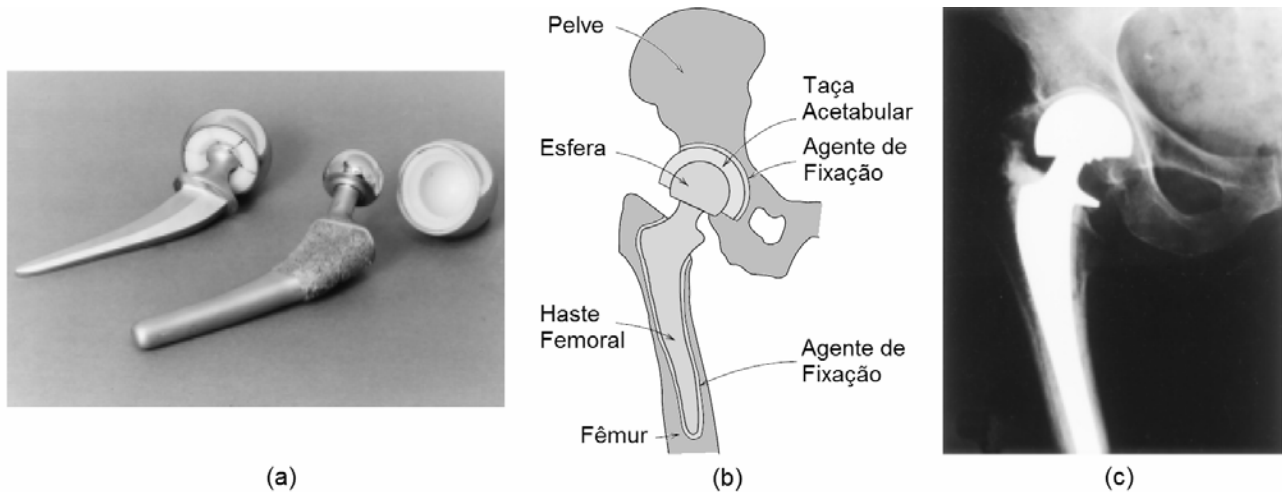 Pelve
Taça
Acetabular
Esfera
Agente de
Fixação
Haste
Femoral
Agente de
Fixação
Fêmur
(a)
(b)
(c)